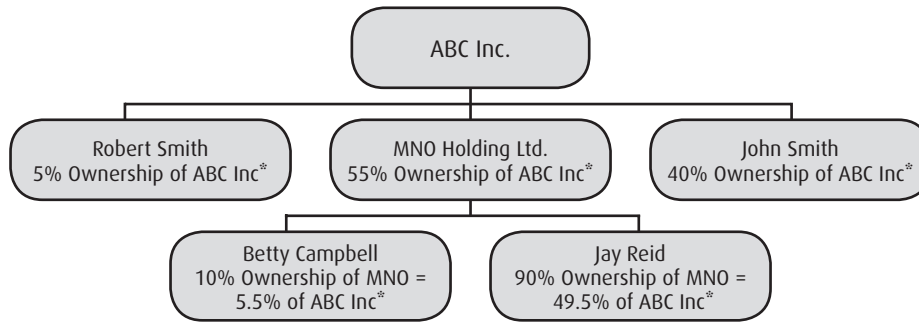 ABC Inc.
Robert Smith
5% Ownership of ABC Inc*
MNO Holding Ltd.
55% Ownership of ABC Inc*
John Smith
40% Ownership of ABC Inc*
Betty Campbell
10% Ownership of MNO =
5.5% of ABC Inc*
Jay Reid
90% Ownership of MNO =
49.5% of ABC Inc*